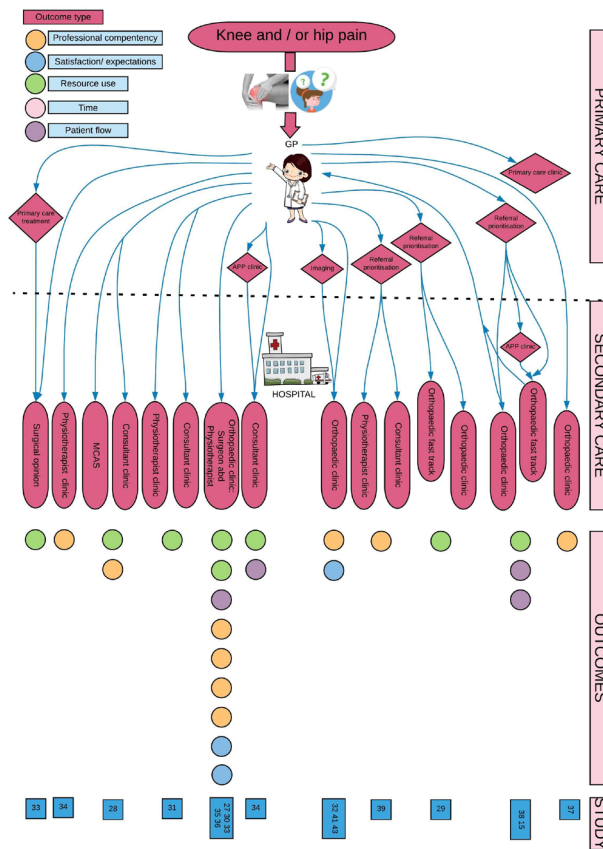 Outcome type
Professional compentency
Satisfaction/ expectations
Resource use
Time
Patient flow
Knee and / or hip pain
? ?
GP
Primary care clinic
Primary care
treatment
Referral
prioritisation
Referral
prioritisation
Referral
prioritisation
APP clinic
Imaging
APP clinic
HOSPITAL
Surgical opnion
Physiotherapist clinic
MCAS
Consultant clinic
Physiotherapist clinic
Consultant clinic
Orthopaedic clinic:
Surgeon abd
Physiotherapist
Consultant clinic
Orthopaedic clinic
Physiotherapist clinic
Consultant clinic
Orthopaedic fast track
Orthopaedic clinic
Orthopaedic clinic
Orthopaedic fast track
Orthopaedic clinic
PRIMARY CARE
SECONDARY CARE
OUTCOMES
STUDY
33
34
28
31
27 30 33
35 36
34
32 41 43
39
29
38 15
37